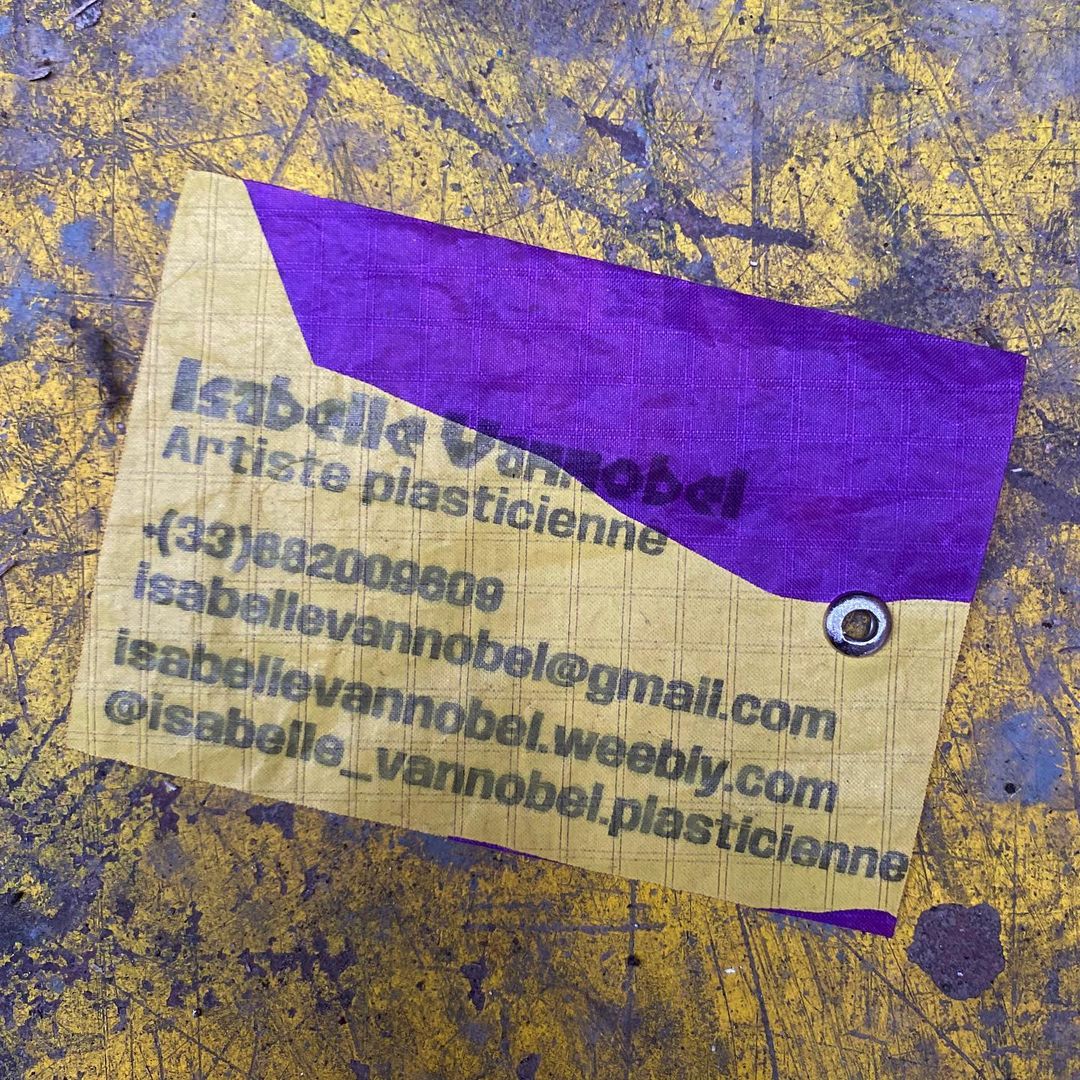 Isabelle Vannobel
Artiste plasticienne
+(33)682009609
isabellevannobel@gmail.com
isabellevannobel.weebly.com
@isabelle_vannobel.plasticienne